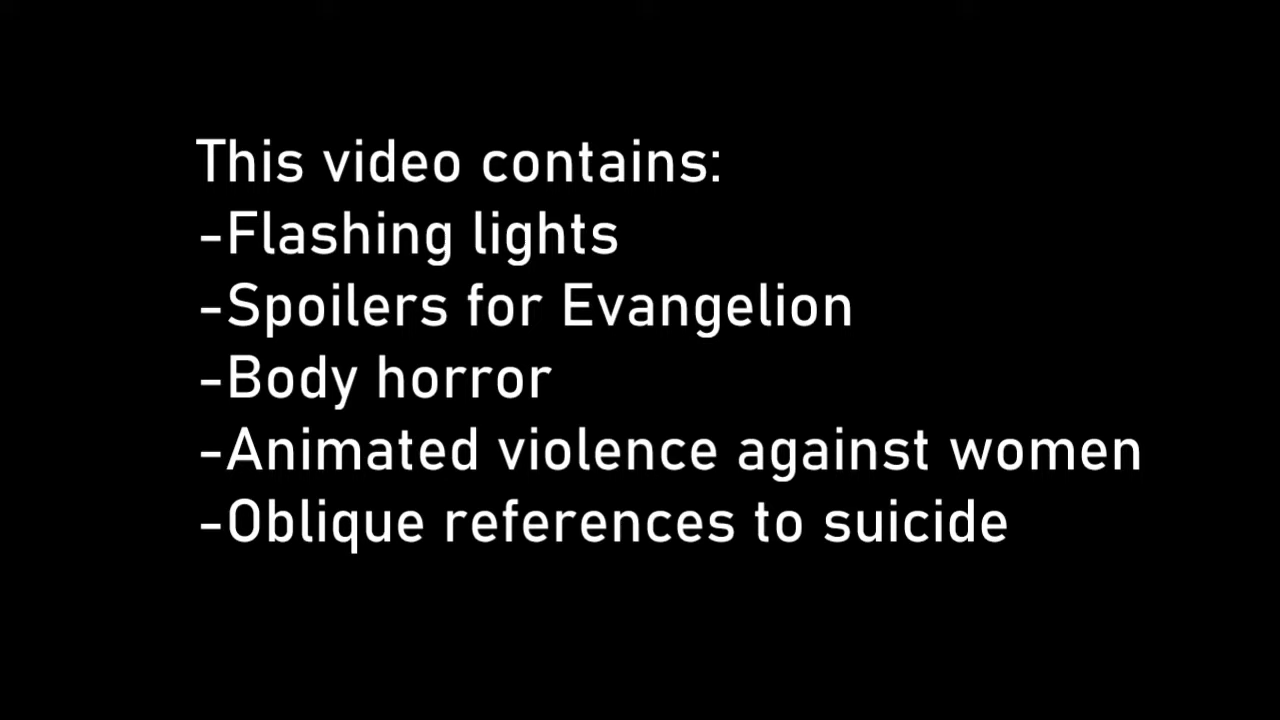 This video contains:
-Flashing lights
-Spoilers for Evangelion
-Body horror
-Animated violence against women
-Oblique references to suicide